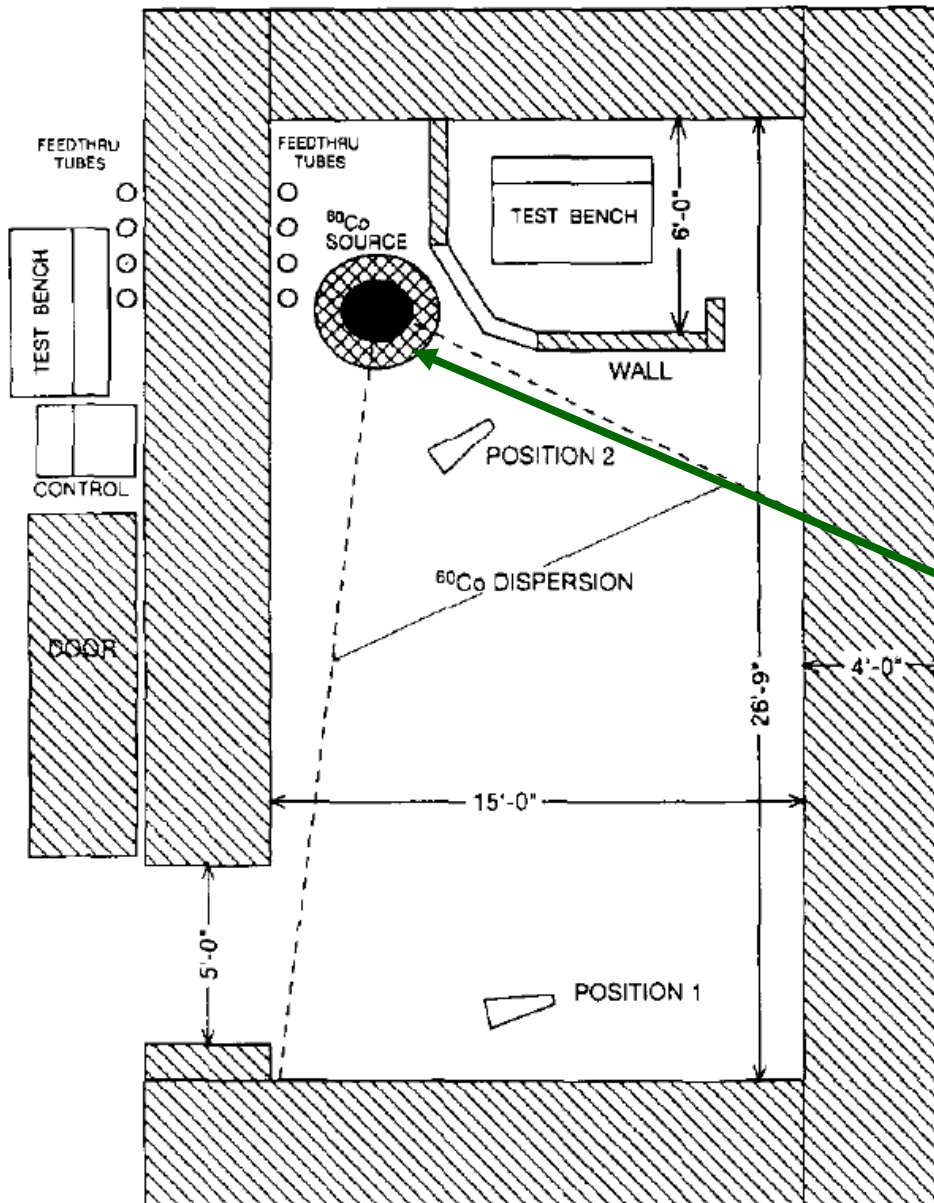 FEEDTHRU
TUBES
FEEDTHRU
TUBES
60Co
SOURCE
TEST BENCH
6'-0"
TEST BENCH
WALL
POSITION 2
CONTROL
60Co DISPERSION
DOOR
4'-0"
26'-9"
15'-0"
5'-0"
POSITION 1